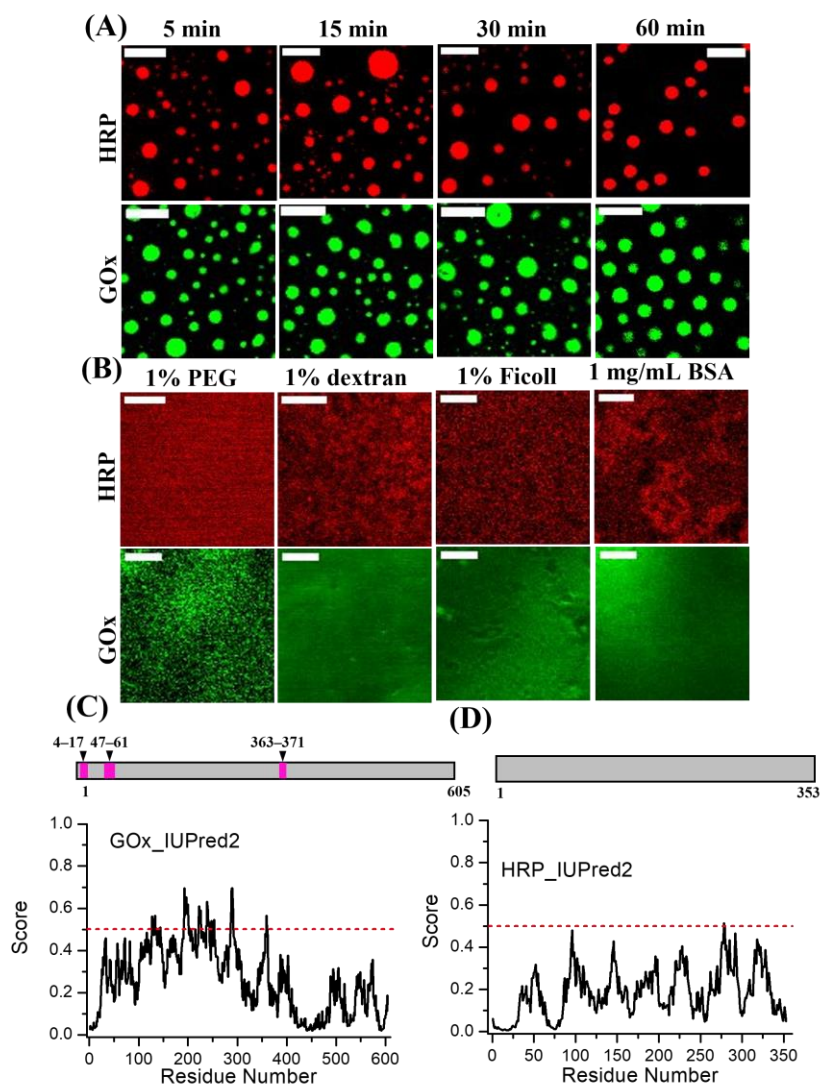 (A)
5 min 15 min 30 min 60 min
HRP
GOx
(B)
1% PEG 1% dextran 1% Ficoll 1 mg/mL BSA
HRP
GOx
(C)
4–17 47–61 363–371
1 605
GOx_IUPred2
Score
1.0
0.8
0.6
0.4
0.2
0.0
0 100 200 300 400 500 600
Residue Number
(D)
1 353
HRP_IUPred2
Score
1.0
0.8
0.6
0.4
0.2
0.0
0 50 100 150 200 250 300 350
Residue Number